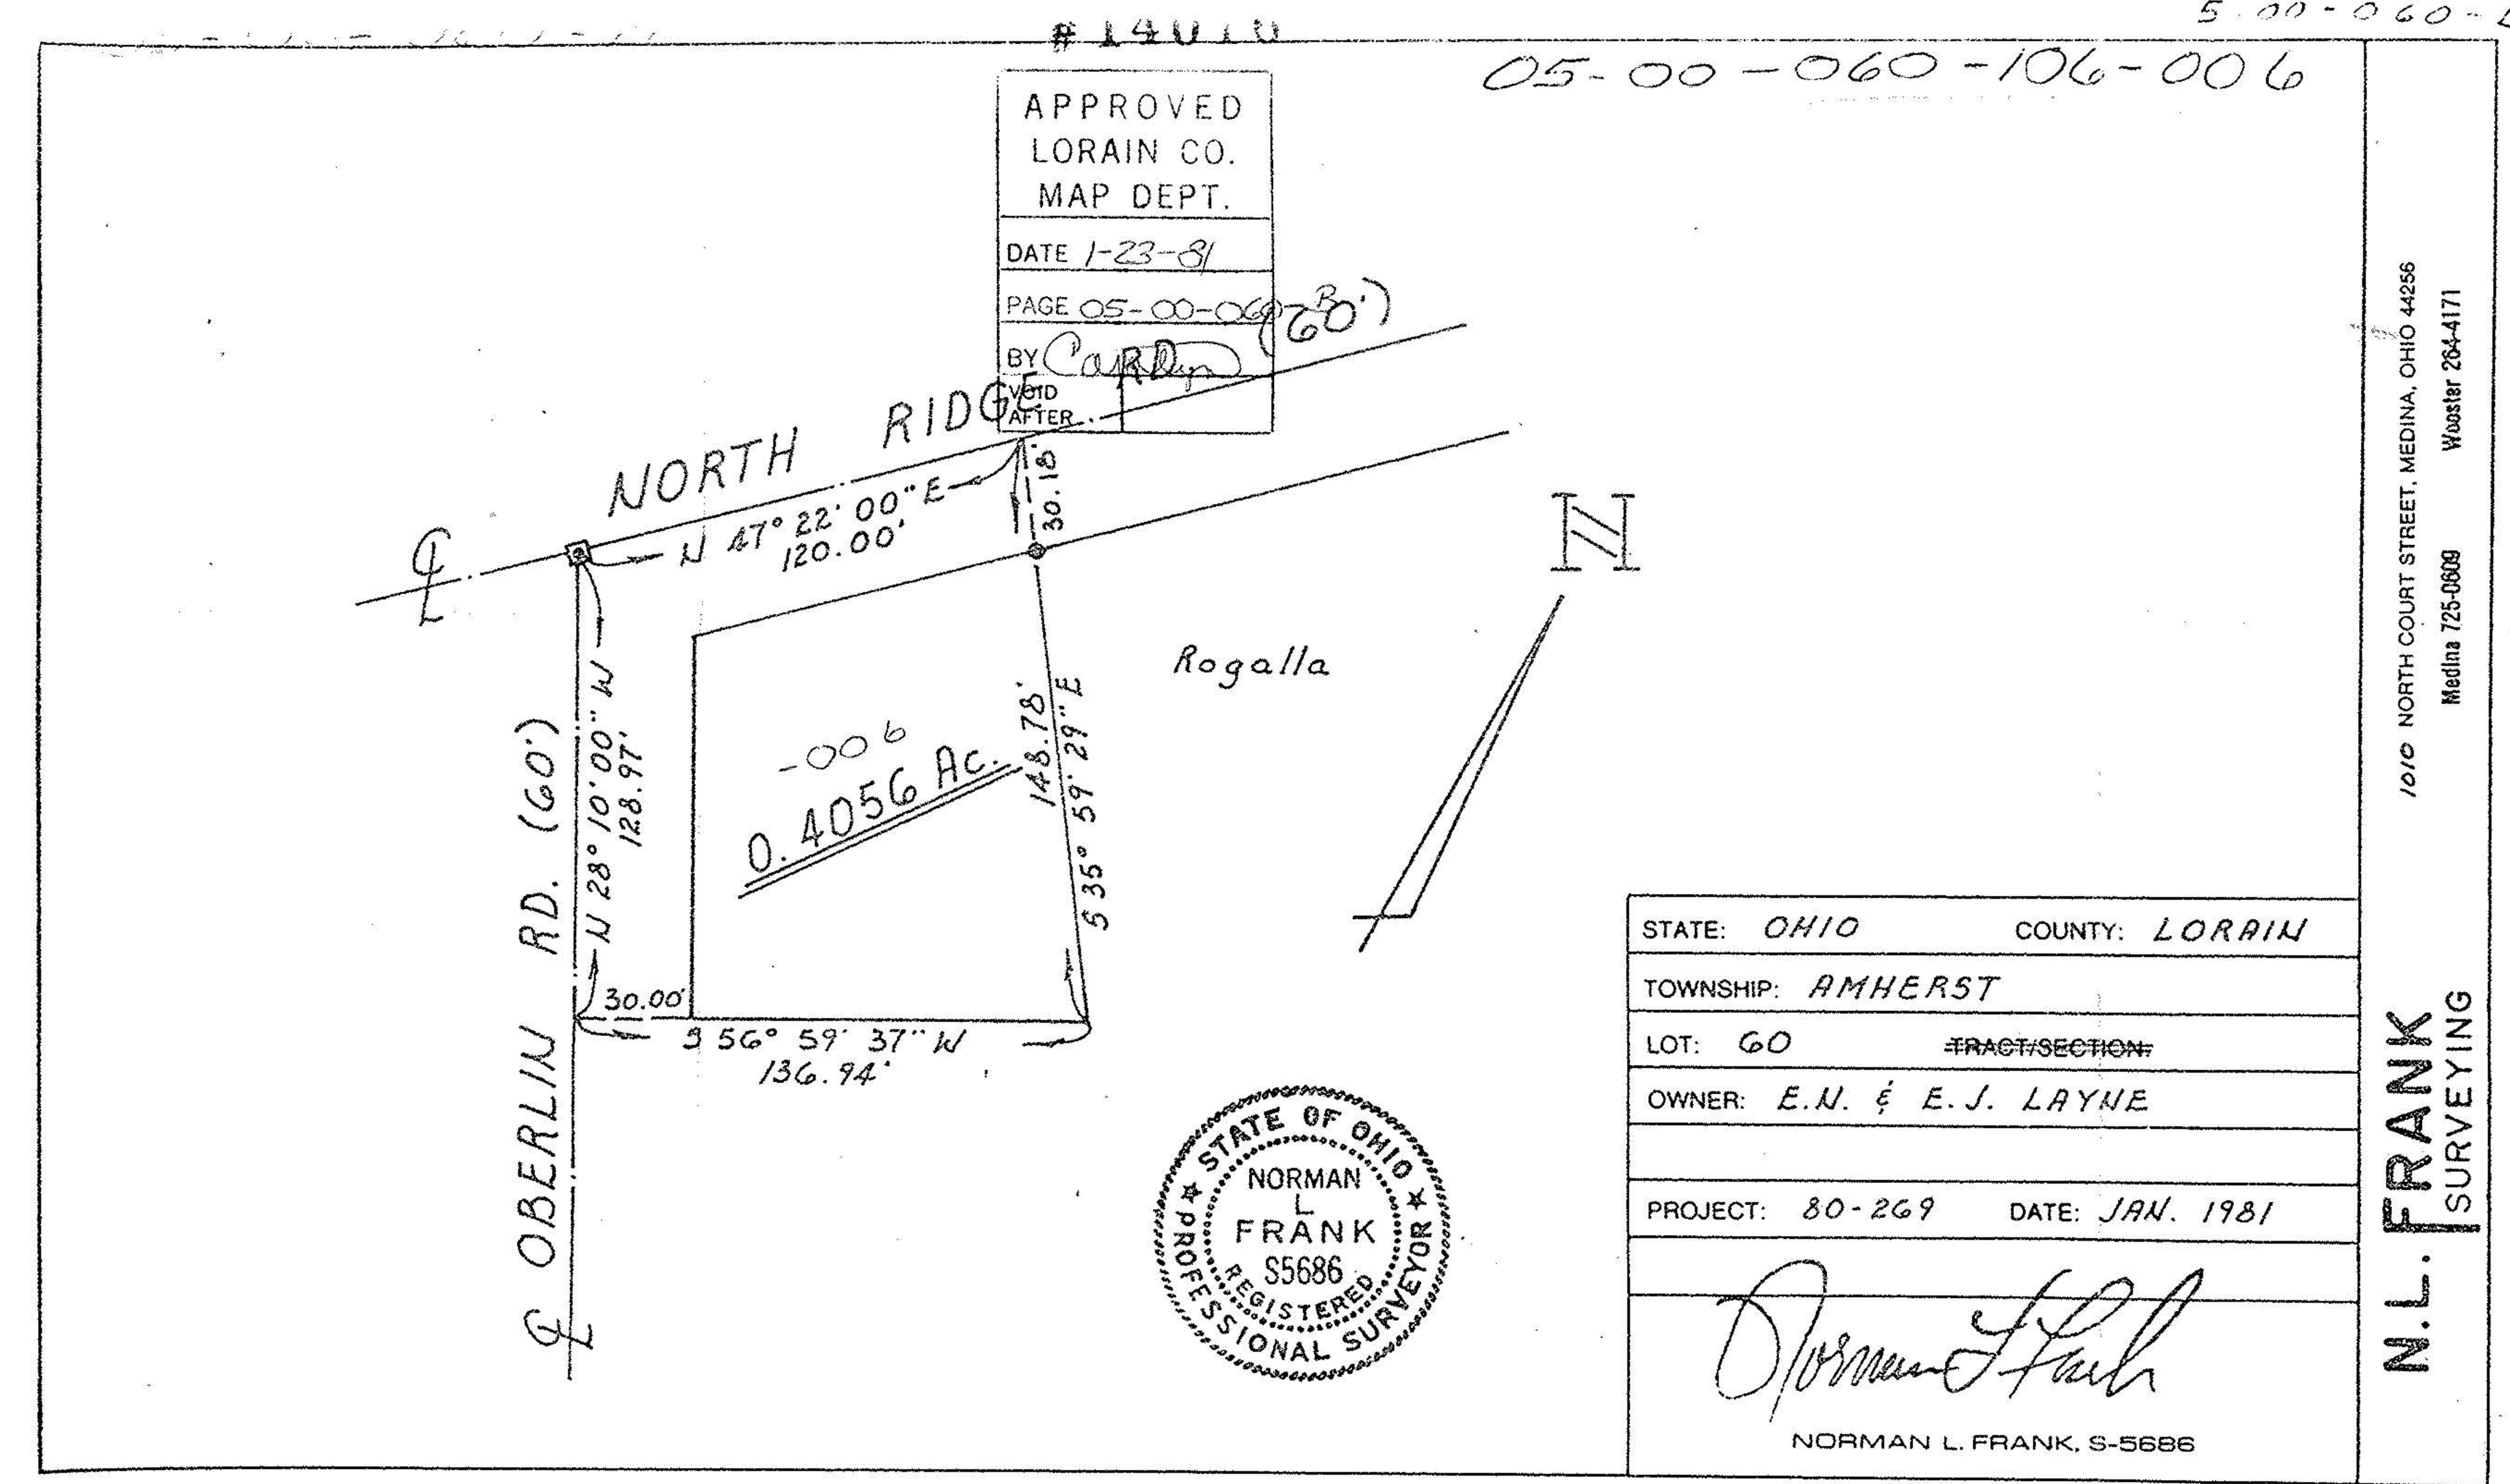 05-00-060-106-006
APPROVED
LORAIN CO.
MAP DEPT.
DATE 1-23-81
PAGE 05-00-060-B
BY Carolyn
VOID
AFTER
NORTH RIDGE RD. (60')
N 47° 22' 00" E
120.00'
30.18'
℄
N 28° 10' 00" W
128.97'
-006
0.4056 Ac.
148.78'
S 35° 59' 29" E
Rogalla
N
30.00'
S 56° 59' 37" W
136.94'
℄ OBERLIN RD. (60')
STATE OF OHIO
NORMAN
L
FRANK
S5686
REGISTERED
PROFESSIONAL SURVEYOR
STATE: OHIO COUNTY: LORAIN
TOWNSHIP: AMHERST
LOT: 60 TRACT/SECTION:
OWNER: E.N. & E.J. LAYNE
PROJECT: 80-269 DATE: JAN. 1981
Norman L Frank
NORMAN L. FRANK, S-5686
N.L. FRANK
SURVEYING
1010 NORTH COURT STREET, MEDINA, OHIO 44256
Medina 725-0609 Wooster 264-4171